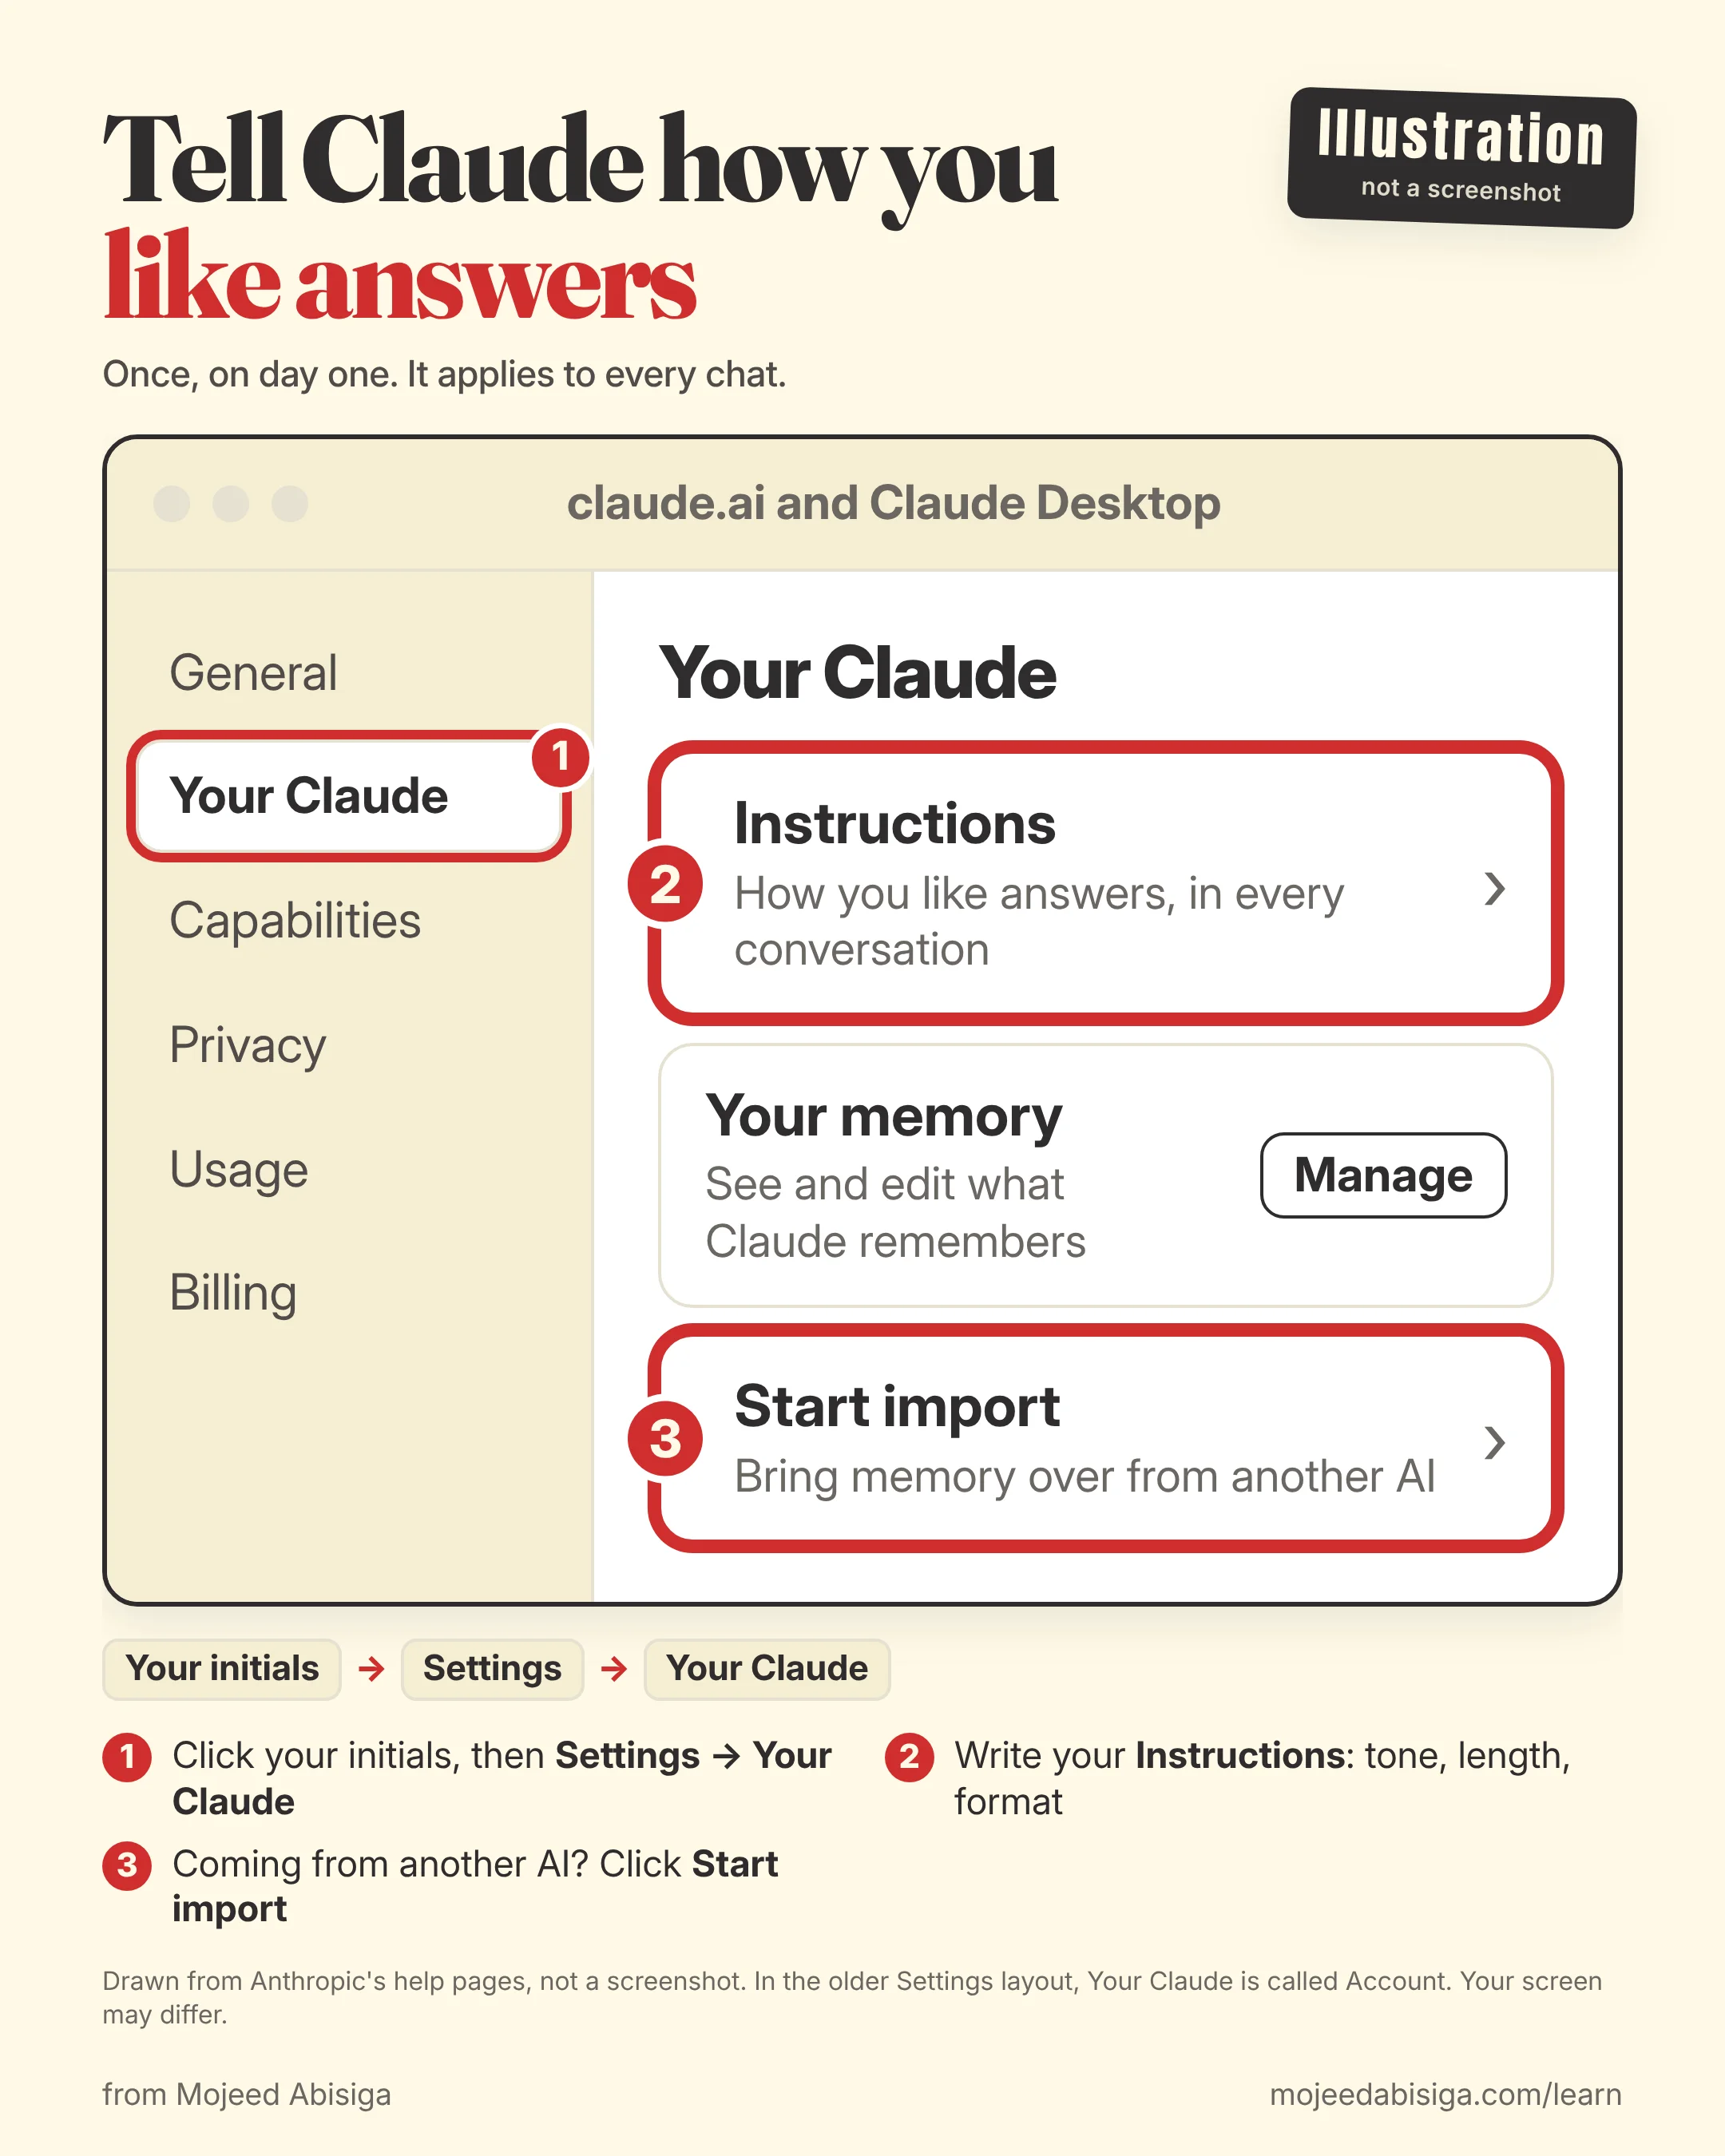 Tell Claude how you
like answers
Illustration
not a screenshot
Once, on day one. It applies to every chat.
claude.ai and Claude Desktop
General
Your Claude
1
Capabilities
Privacy
Usage
Billing
Your Claude
2
Instructions
How you like answers, in every
conversation
Your memory
See and edit what
Claude remembers
Manage
3
Start import
Bring memory over from another AI
Your initials → Settings → Your Claude
1 Click your initials, then Settings → Your
Claude
2 Write your Instructions: tone, length,
format
3 Coming from another AI? Click Start
import
Drawn from Anthropic's help pages, not a screenshot. In the older Settings layout, Your Claude is called Account. Your screen
may differ.
from Mojeed Abisiga
mojeedabisiga.com/learn